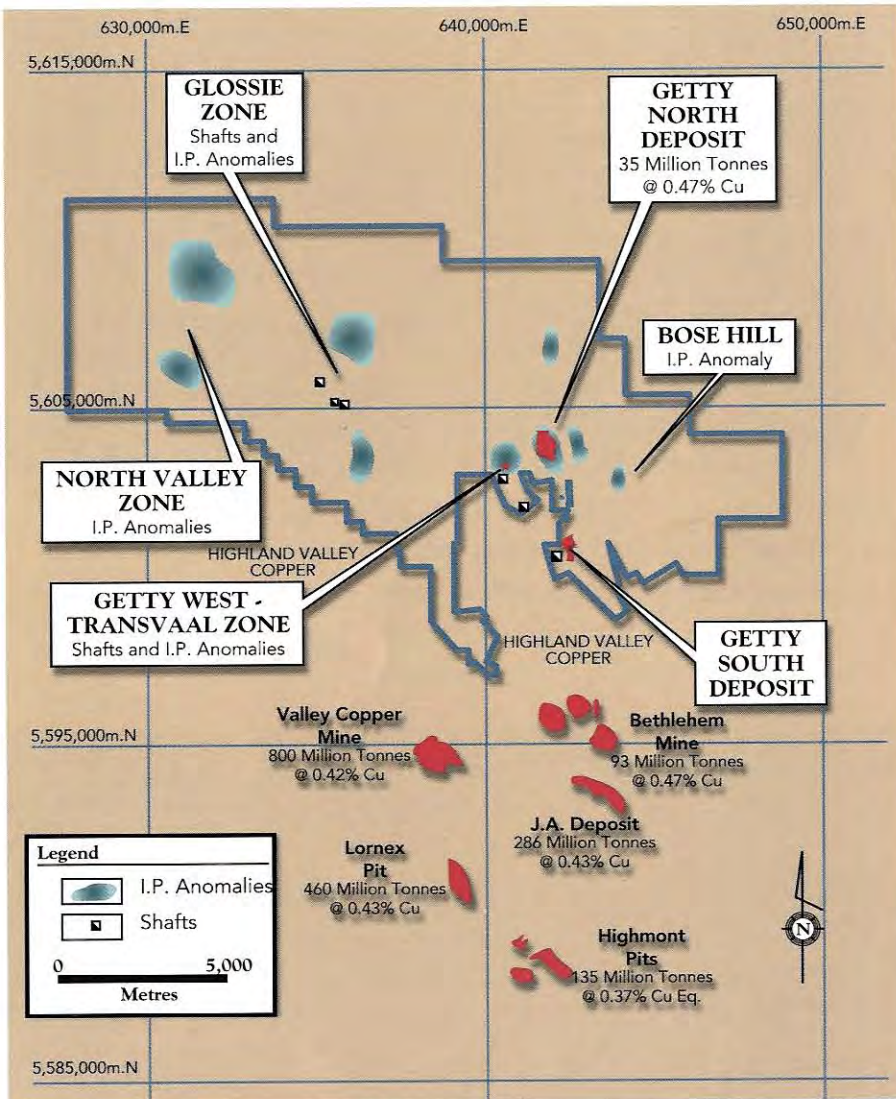 630,000m.E
640,000m.E
650,000m.E
5,615,000m.N
GLOSSIE
ZONE
Shafts and
I.P. Anomalies
GETTY
NORTH
DEPOSIT
35 Million Tonnes
@ 0.47% Cu
BOSE HILL
I.P. Anomaly
5,605,000m.N
NORTH VALLEY
ZONE
I.P. Anomalies
HIGHLAND VALLEY
COPPER
GETTY WEST -
TRANSVAAL ZONE
Shafts and I.P. Anomalies
HIGHLAND VALLEY
COPPER
GETTY
SOUTH
DEPOSIT
Valley Copper
Mine
800 Million Tonnes
@ 0.42% Cu
Bethlehem
Mine
93 Million Tonnes
@ 0.47% Cu
5,595,000m.N
J.A. Deposit
286 Million Tonnes
@ 0.43% Cu
Lornex
Pit
460 Million Tonnes
@ 0.43% Cu
Highmont
Pits
135 Million Tonnes
@ 0.37% Cu Eq.
Legend
I.P. Anomalies
Shafts
0 5,000
Metres
N
5,585,000m.N